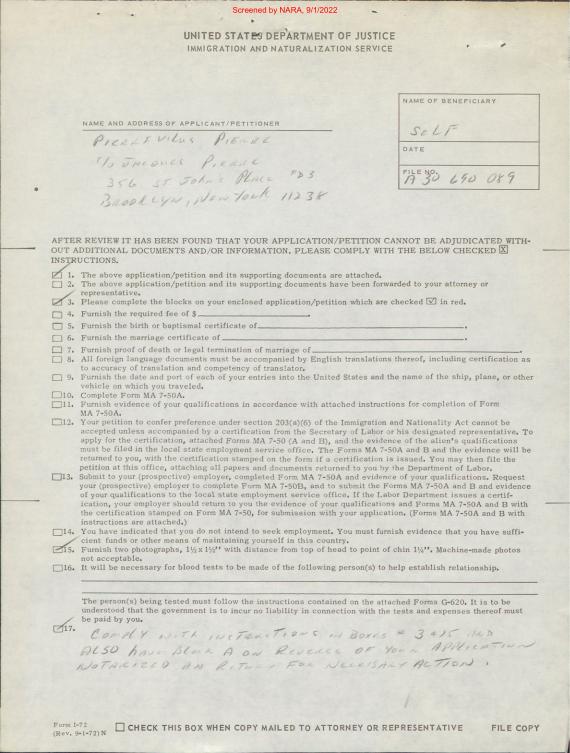 Screened by NARA, 9/1/2022
UNITED STATES DEPARTMENT OF JUSTICE
IMMIGRATION AND NATURALIZATION SERVICE
NAME OF BENEFICIARY
SELF
DATE
FILE NO.
A 30 690 089
NAME AND ADDRESS OF APPLICANT/PETITIONER
PIERREVILUS PIERRE
c/o JACQUES PIERRE
356 ST JOHN'S PLACE #D3
BROOKLYN, NEW YORK 11238
AFTER REVIEW IT HAS BEEN FOUND THAT YOUR APPLICATION/PETITION CANNOT BE ADJUDICATED WITH-
OUT ADDITIONAL DOCUMENTS AND/OR INFORMATION. PLEASE COMPLY WITH THE BELOW CHECKED ☒
INSTRUCTIONS.
1. The above application/petition and its supporting documents are attached.
2. The above application/petition and its supporting documents have been forwarded to your attorney or
representative.
3. Please complete the blocks on your enclosed application/petition which are checked ☑ in red.
4. Furnish the required fee of $
5. Furnish the birth or baptismal certificate of .
6. Furnish the marriage certificate of .
7. Furnish proof of death or legal termination of marriage of .
8. All foreign language documents must be accompanied by English translations thereof, including certification as
to accuracy of translation and competency of translator.
9. Furnish the date and port of each of your entries into the United States and the name of the ship, plane, or other
vehicle on which you traveled.
10. Complete Form MA 7-50A.
11. Furnish evidence of your qualifications in accordance with attached instructions for completion of Form
MA 7-50A.
12. Your petition to confer preference under section 203(a)(6) of the Immigration and Nationality Act cannot be
accepted unless accompanied by a certification from the Secretary of Labor or his designated representative. To
apply for the certification, attached Forms MA 7-50 (A and B), and the evidence of the alien's qualifications
must be filed in the local state employment service office. The Forms MA 7-50A and B and the evidence will be
returned to you, with the certification stamped on the form if a certification is issued. You may then file the
petition at this office, attaching all papers and documents returned to you by the Department of Labor.
13. Submit to your (prospective) employer, completed Form MA 7-50A and evidence of your qualifications. Request
your (prospective) employer to complete Form MA 7-50B, and to submit the Forms MA 7-50A and B and evidence
of your qualifications to the local state employment service office. If the Labor Department issues a certif-
ication, your employer should return to you the evidence of your qualifications and Forms MA 7-50A and B with
the certification stamped on Form MA 7-50B, for submission with your application. (Forms MA 7-50A and B with
instructions are attached.)
14. You have indicated that you do not intend to seek employment. You must furnish evidence that you have suffi-
cient funds or other means of maintaining yourself in this country.
15. Furnish two photographs, 1½ x 1½" with distance from top of head to point of chin 1¼". Machine-made photos
not acceptable.
16. It will be necessary for blood tests to be made of the following person(s) to help establish relationship.
The person(s) being tested must follow the instructions contained on the attached Forms G-620. It is to be
understood that the government is to incur no liability in connection with the tests and expenses thereof must
be paid by you.
17. COMPLY WITH INSTRUCTIONS IN BOXES # 3 & 15 AND
ALSO HAVE BLOCK A ON REVERSE OF YOUR APPLICATION
NOTARIZED AND RETURN FOR NECESSARY ACTION.
Form I-72
(Rev. 9-1-72) N
CHECK THIS BOX WHEN COPY MAILED TO ATTORNEY OR REPRESENTATIVE
FILE COPY